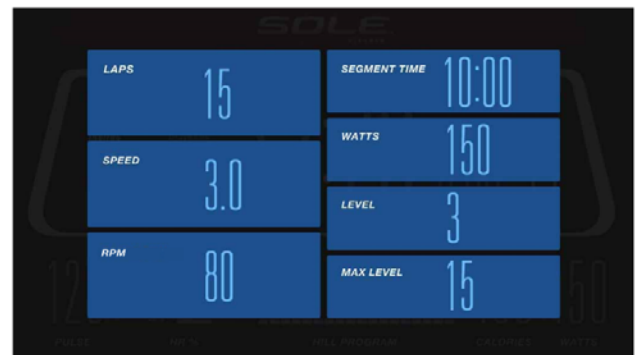 SOLE
LAPS
15
SEGMENT TIME
10:00
WATTS
150
SPEED
3.0
LEVEL
3
RPM
80
MAX LEVEL
15
PULSE
HR %
HILL PROGRAM
CALORIES
WATTS